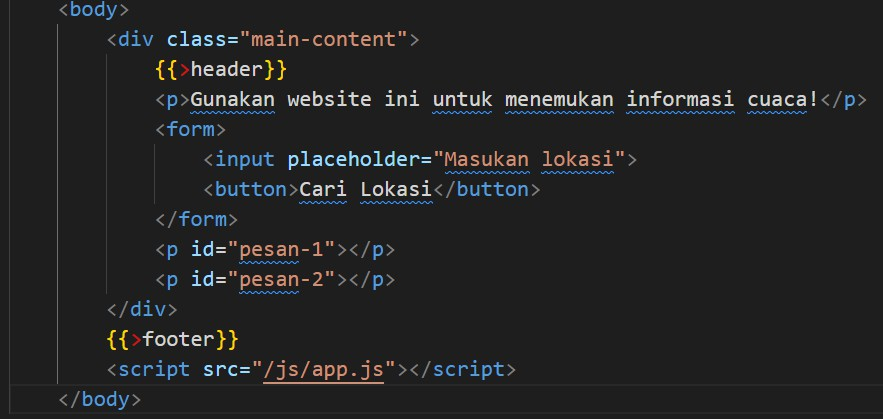 <body>
<div class="main-content">
{{>header}}
<p>Gunakan website ini untuk menemukan informasi cuaca!</p>
<form>
<input placeholder="Masukan lokasi">
<button>Cari Lokasi</button>
</form>
<p id="pesan-1"></p>
<p id="pesan-2"></p>
</div>
{{>footer}}
<script src="/js/app.js"></script>
</body>